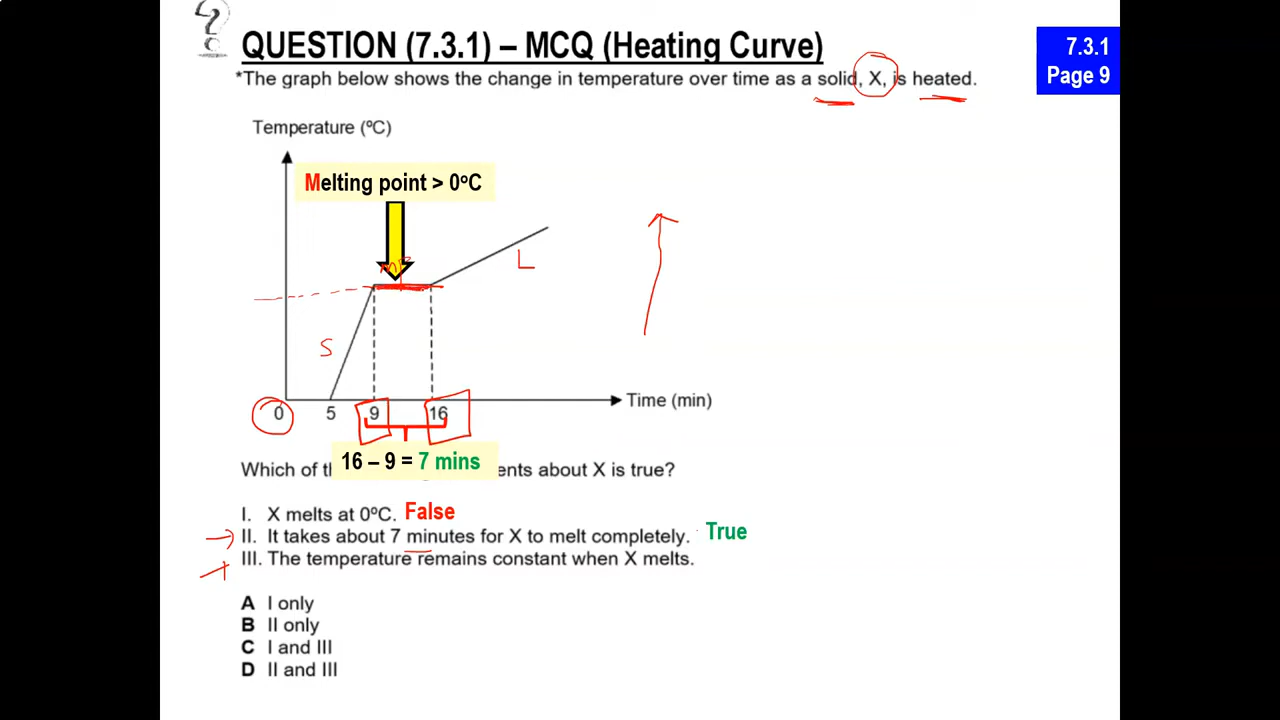 QUESTION (7.3.1) – MCQ (Heating Curve)
7.3.1
Page 9
*The graph below shows the change in temperature over time as a solid, X, is heated.
Temperature (ºC)
Melting point > 0ºC
MP
L
S
0 5 9 16 Time (min)
16 – 9 = 7 mins
Which of ents about X is true?
I. X melts at 0ºC. False
II. It takes about 7 minutes for X to melt completely. True
III. The temperature remains constant when X melts.
A I only
B II only
C I and III
D II and III